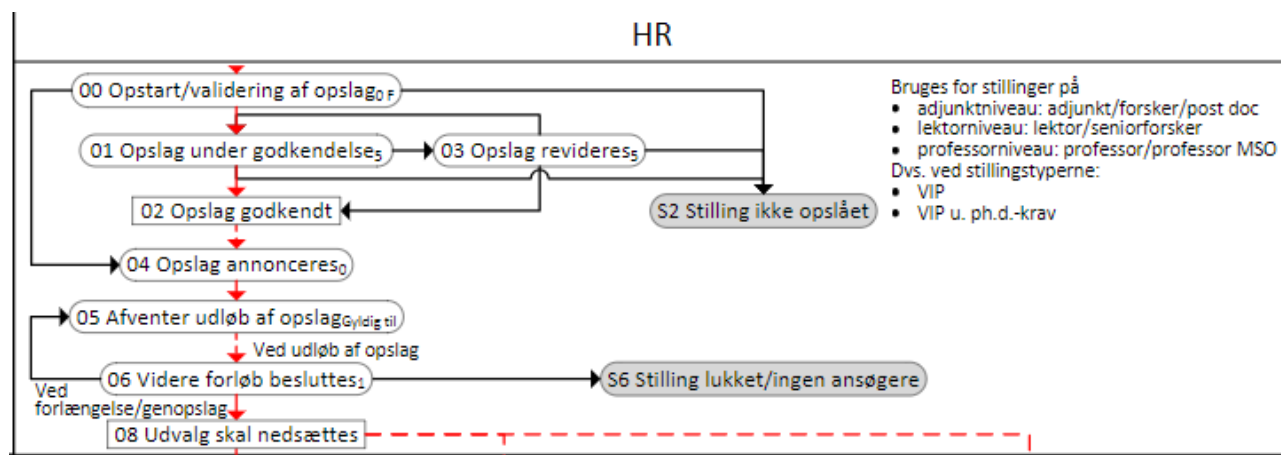 HR
00 Opstart/validering af opslag0 F
01 Opslag under godkendelse5
03 Opslag revideres5
02 Opslag godkendt
S2 Stilling ikke opslået
04 Opslag annonceres0
05 Afventer udløb af opslagGyldig til
Ved udløb af opslag
06 Videre forløb besluttes1
S6 Stilling lukket/ingen ansøgere
Ved
forlængelse/genopslag
08 Udvalg skal nedsættes
Bruges for stillinger på
• adjunktniveau: adjunkt/forsker/post doc
• lektorniveau: lektor/seniorforsker
• professorniveau: professor/professor MSO
Dvs. ved stillingstyperne:
• VIP
• VIP u. ph.d.-krav